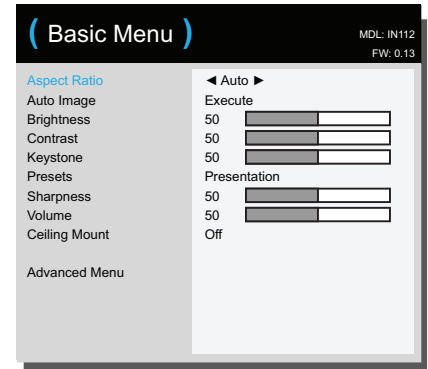 ( Basic Menu )
MDL: IN112
FW: 0.13
Aspect Ratio ◄ Auto ►
Auto Image Execute
Brightness 50
Contrast 50
Keystone 50
Presets Presentation
Sharpness 50
Volume 50
Ceiling Mount Off
Advanced Menu